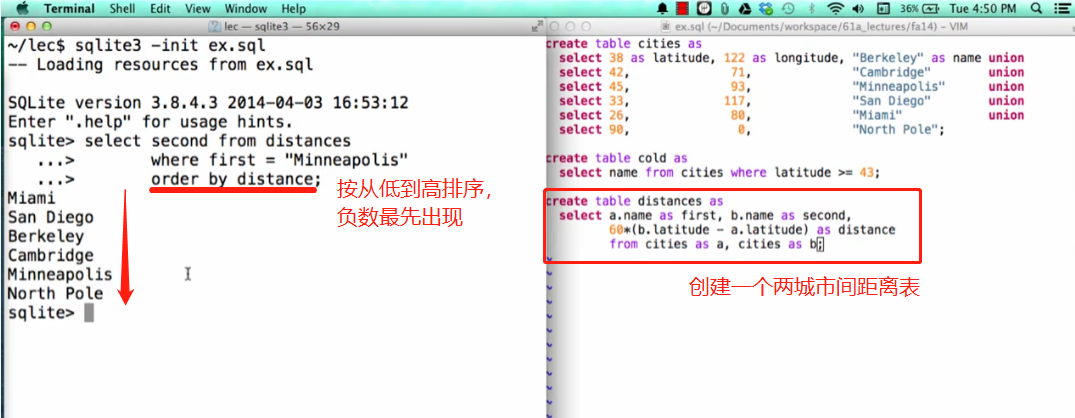 Terminal Shell Edit View Window Help
36% Tue 4:50 PM
lec — sqlite3 — 56×29
~/lec$ sqlite3 -init ex.sql
-- Loading resources from ex.sql
SQLite version 3.8.4.3 2014-04-03 16:53:12
Enter ".help" for usage hints.
sqlite> select second from distances
...> where first = "Minneapolis"
...> order by distance;
Miami
San Diego
Berkeley
Cambridge
Minneapolis
North Pole
sqlite>
按从低到高排序，
负数最先出现
ex.sql (~/Documents/workspace/61a_lectures/fa14) - VIM
create table cities as
select 38 as latitude, 122 as longitude, "Berkeley" as name union
select 42, 71, "Cambridge" union
select 45, 93, "Minneapolis" union
select 33, 117, "San Diego" union
select 26, 80, "Miami" union
select 90, 0, "North Pole";
create table cold as
select name from cities where latitude >= 43;
create table distances as
select a.name as first, b.name as second,
60*(b.latitude - a.latitude) as distance
from cities as a, cities as b;
~
~
~
~
~
~
~
~
~
创建一个两城市间距离表